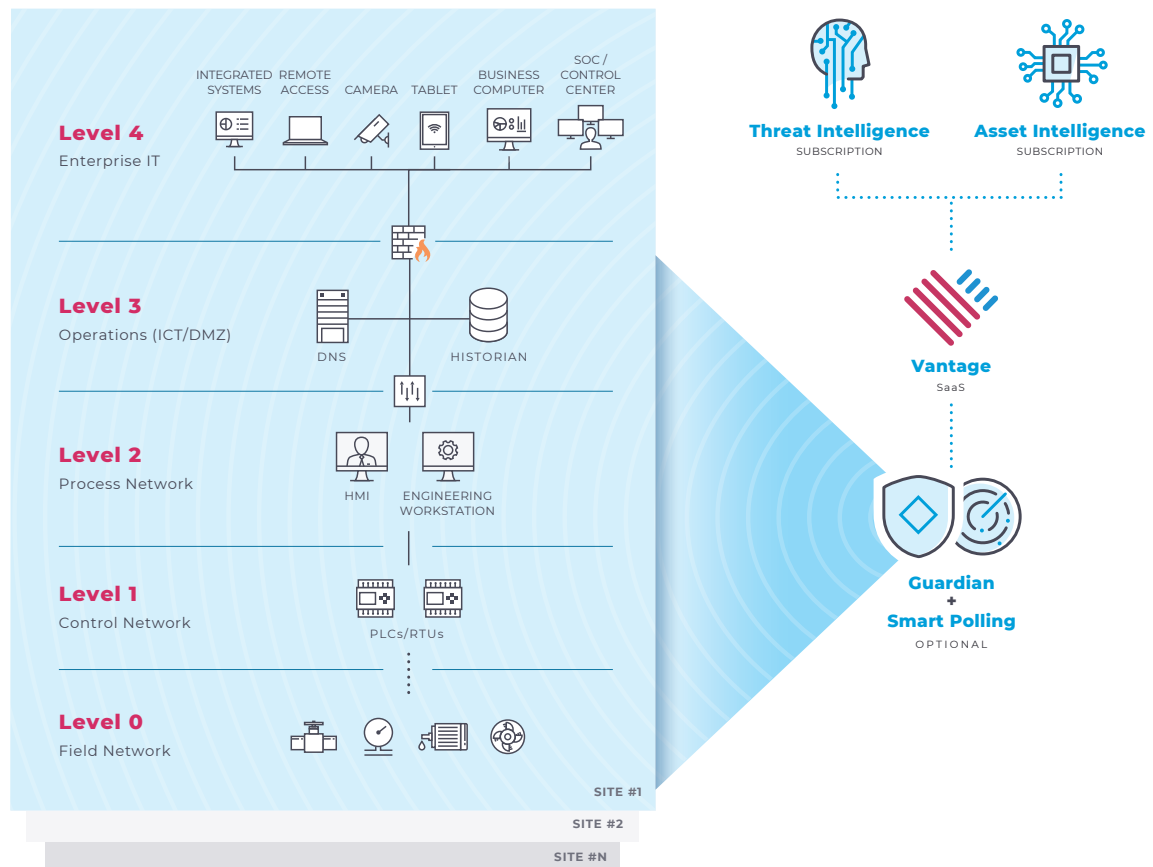 INTEGRATED
SYSTEMS
REMOTE
ACCESS
CAMERA
TABLET
BUSINESS
COMPUTER
SOC /
CONTROL
CENTER
Level 4
Enterprise IT
Level 3
Operations (ICT/DMZ)
DNS
HISTORIAN
Level 2
Process Network
HMI
ENGINEERING
WORKSTATION
Level 1
Control Network
PLCs/RTUs
Level 0
Field Network
SITE #1
SITE #2
SITE #N
Threat Intelligence
SUBSCRIPTION
Asset Intelligence
SUBSCRIPTION
Vantage
SaaS
Guardian
+
Smart Polling
OPTIONAL